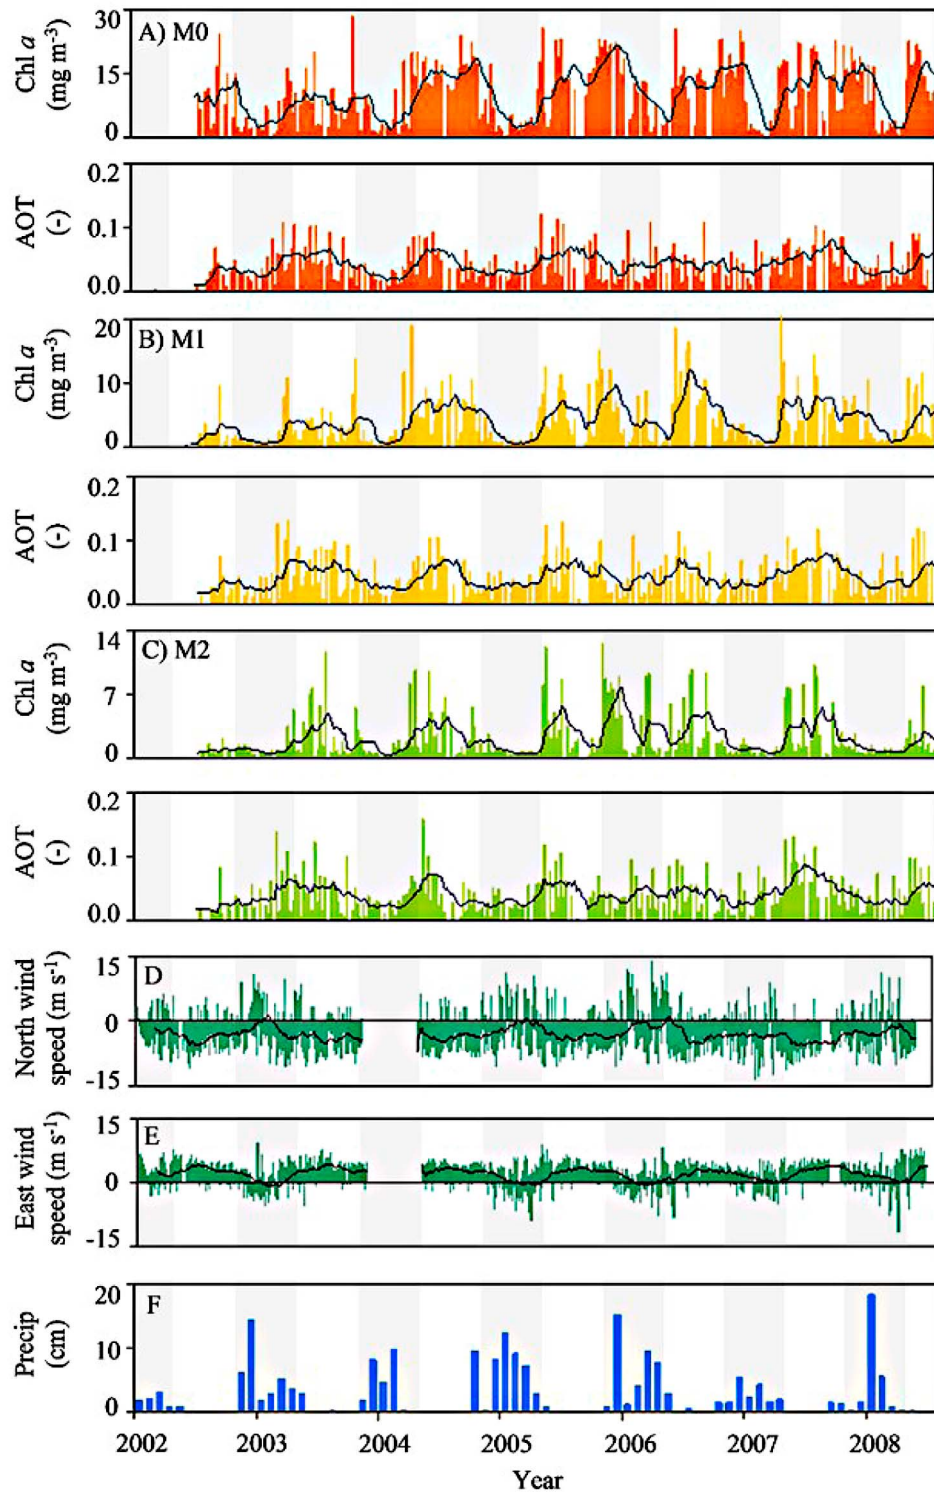 A) M0
Chl a
(mg m-3)
30
15
0
AOT
(-)
0.2
0.1
0.0
B) M1
Chl a
(mg m-3)
20
10
0
AOT
(-)
0.2
0.1
0.0
C) M2
Chl a
(mg m-3)
14
7
0
AOT
(-)
0.2
0.1
0.0
D
North wind
speed (m s-1)
15
0
-15
E
East wind
speed (m s-1)
15
0
-15
F
Precip
(cm)
20
10
0
2002 2003 2004 2005 2006 2007 2008
Year